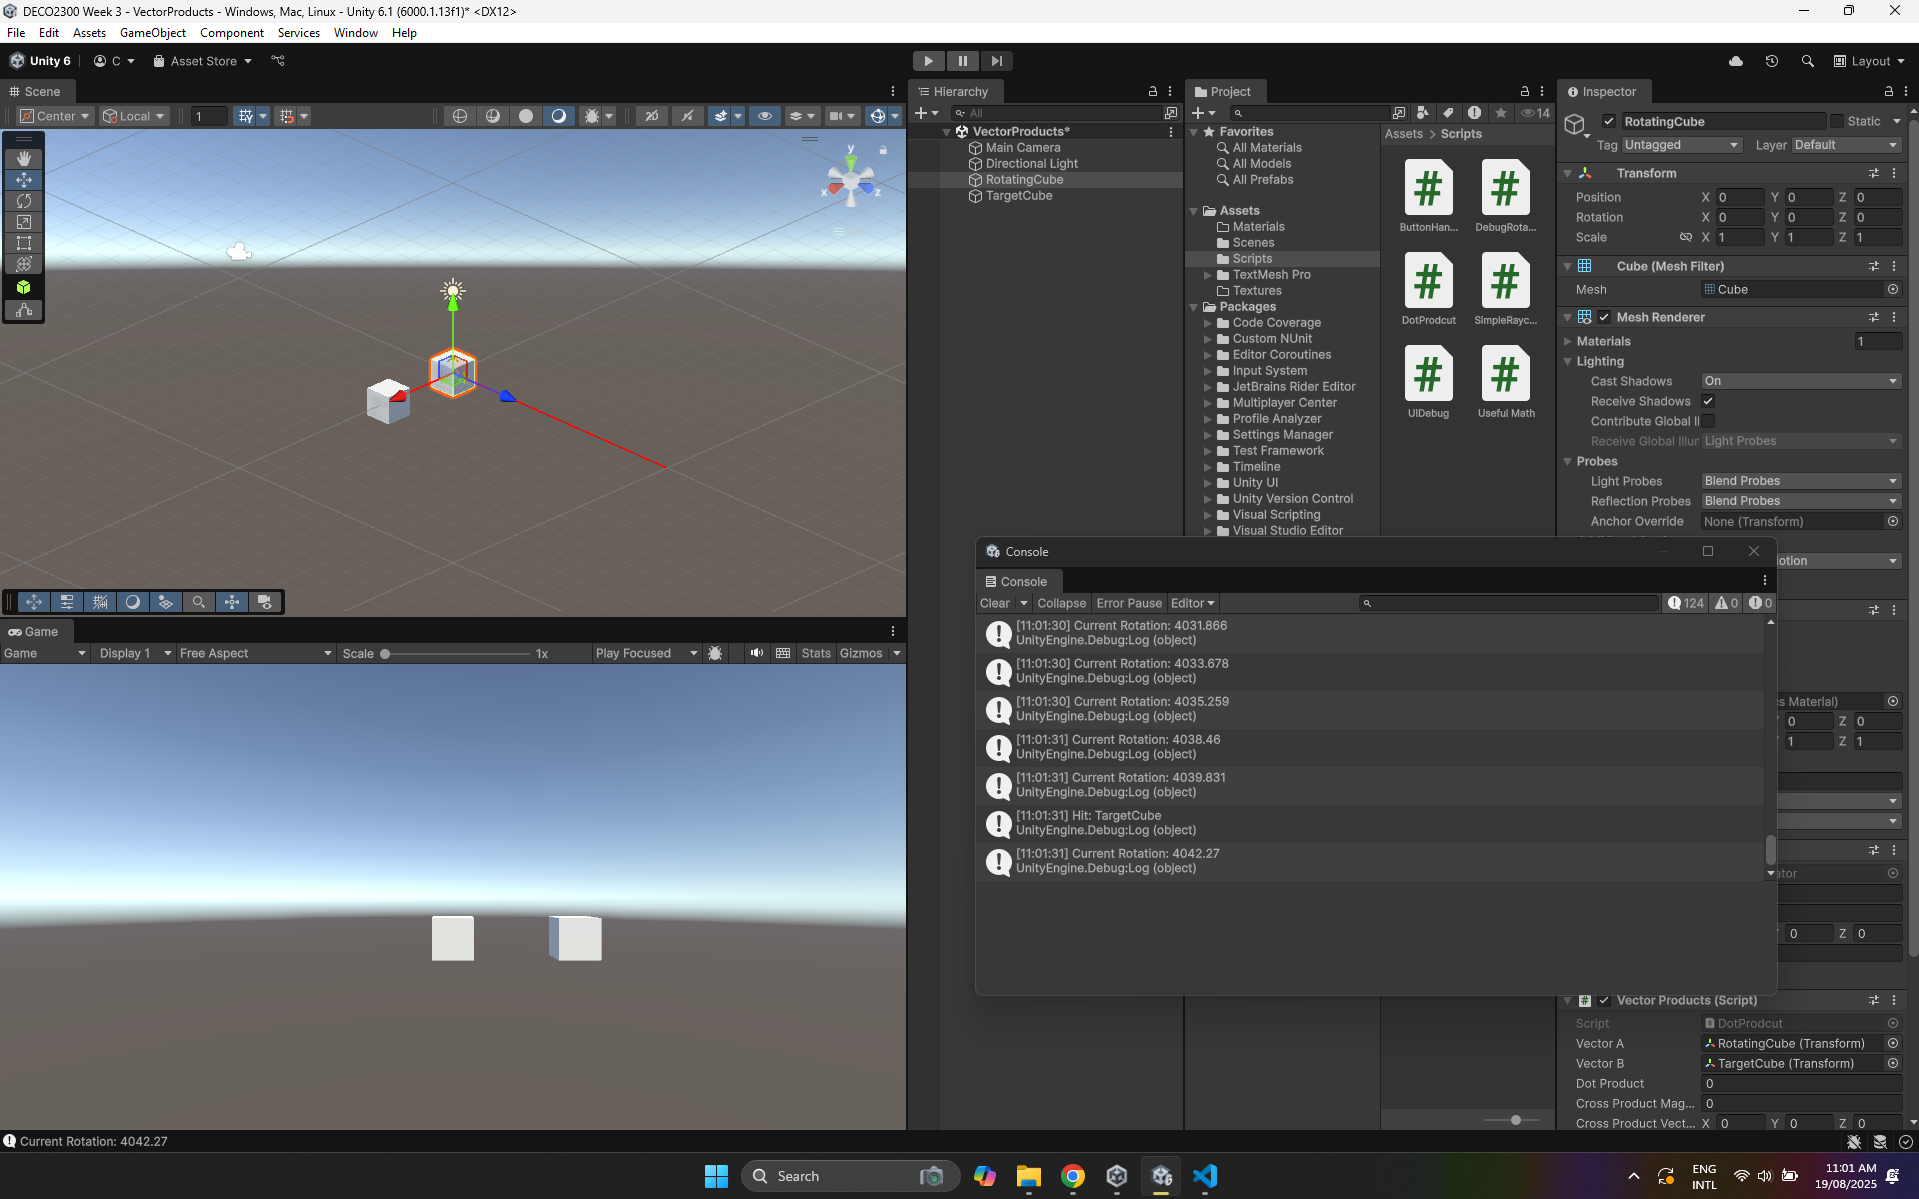 DECO2300 Week 3 - VectorProducts - Windows, Mac, Linux - Unity 6.1 (6000.1.13f1)* <DX12>
File Edit Assets GameObject Component Services Window Help
Unity 6 C Asset Store Layout
Scene
Center Local 1 2D
y x z
Game
Game Display 1 Free Aspect Scale 1x Play Focused Stats Gizmos
Hierarchy
All
VectorProducts*
Main Camera
Directional Light
RotatingCube
TargetCube
Project
14
Favorites
All Materials
All Models
All Prefabs
Assets
Materials
Scenes
Scripts
TextMesh Pro
Textures
Packages
Code Coverage
Custom NUnit
Editor Coroutines
Input System
JetBrains Rider Editor
Multiplayer Center
Profile Analyzer
Settings Manager
Test Framework
Timeline
Unity UI
Unity Version Control
Visual Scripting
Visual Studio Editor
Assets > Scripts
ButtonHan... DebugRota...
DotProdcut SimpleRayc...
UIDebug Useful Math
Inspector
RotatingCube Static
Tag Untagged Layer Default
Transform
Position X 0 Y 0 Z 0
Rotation X 0 Y 0 Z 0
Scale X 1 Y 1 Z 1
Cube (Mesh Filter)
Mesh Cube
Mesh Renderer
Materials 1
Lighting
Cast Shadows On
Receive Shadows
Contribute Global Il
Receive Global Illur Light Probes
Probes
Light Probes Blend Probes
Reflection Probes Blend Probes
Anchor Override None (Transform)
otion
s Material)
0 Z 0
1 Z 1
ator
0 Z 0
Vector Products (Script)
Script DotProdcut
Vector A RotatingCube (Transform)
Vector B TargetCube (Transform)
Dot Product 0
Cross Product Mag... 0
Cross Product Vect... X 0 Y 0 Z 0
Console
Console
Clear Collapse Error Pause Editor 124 0 0
[11:01:30] Current Rotation: 4031.866
UnityEngine.Debug:Log (object)
[11:01:30] Current Rotation: 4033.678
UnityEngine.Debug:Log (object)
[11:01:30] Current Rotation: 4035.259
UnityEngine.Debug:Log (object)
[11:01:31] Current Rotation: 4038.46
UnityEngine.Debug:Log (object)
[11:01:31] Current Rotation: 4039.831
UnityEngine.Debug:Log (object)
[11:01:31] Hit: TargetCube
UnityEngine.Debug:Log (object)
[11:01:31] Current Rotation: 4042.27
UnityEngine.Debug:Log (object)
Current Rotation: 4042.27
Search
ENG
INTL
11:01 AM
19/08/2025